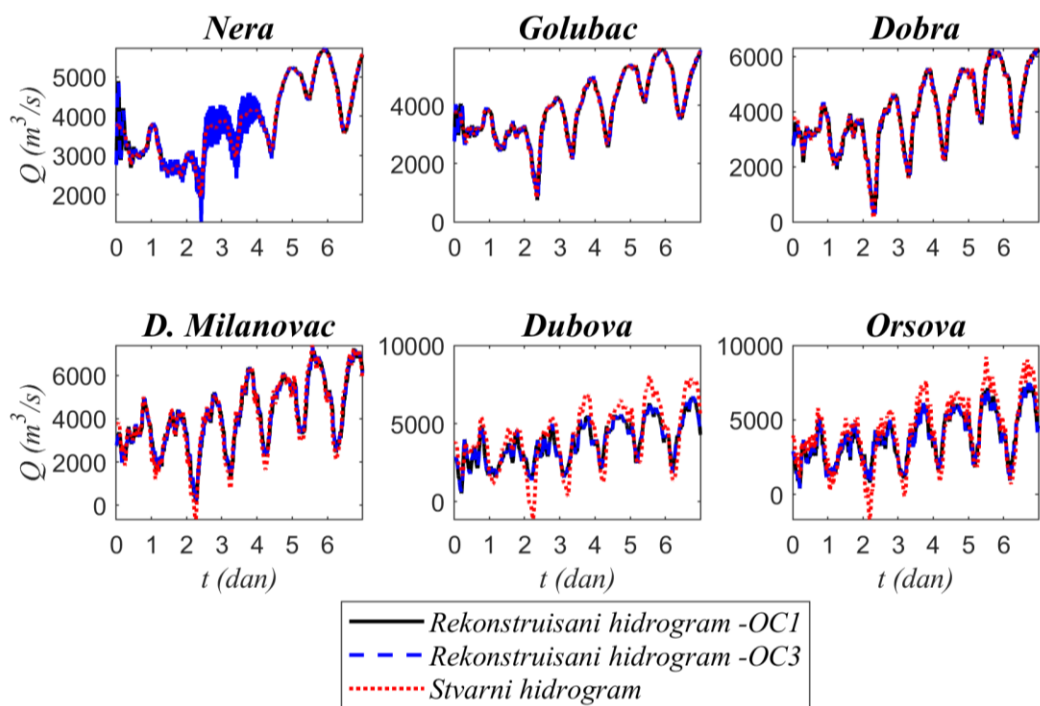 Nera
Golubac
Dobra
Q (m³/s)
5000
4000
3000
2000
0 1 2 3 4 5 6
4000
2000
0
0 1 2 3 4 5 6
6000
4000
2000
0
0 1 2 3 4 5 6
D. Milanovac
Dubova
Orsova
Q (m³/s)
6000
4000
2000
0
0 1 2 3 4 5 6
t (dan)
10000
5000
0
0 1 2 3 4 5 6
t (dan)
10000
5000
0
0 1 2 3 4 5 6
t (dan)
Rekonstruisani hidrogram -OC1
Rekonstruisani hidrogram -OC3
Stvarni hidrogram